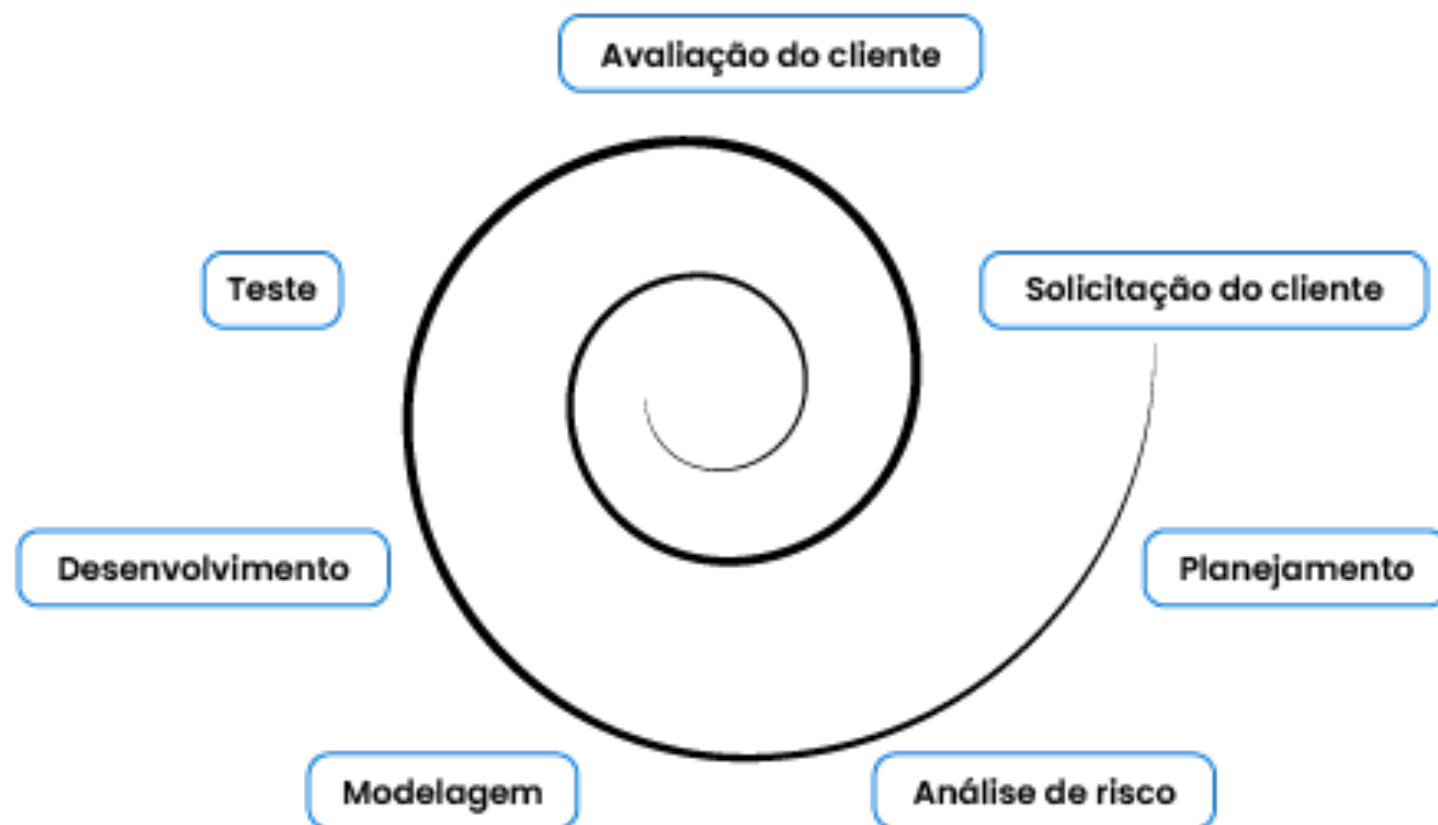 Avaliação do cliente
Teste
Solicitação do cliente
Desenvolvimento
Planejamento
Modelagem
Análise de risco